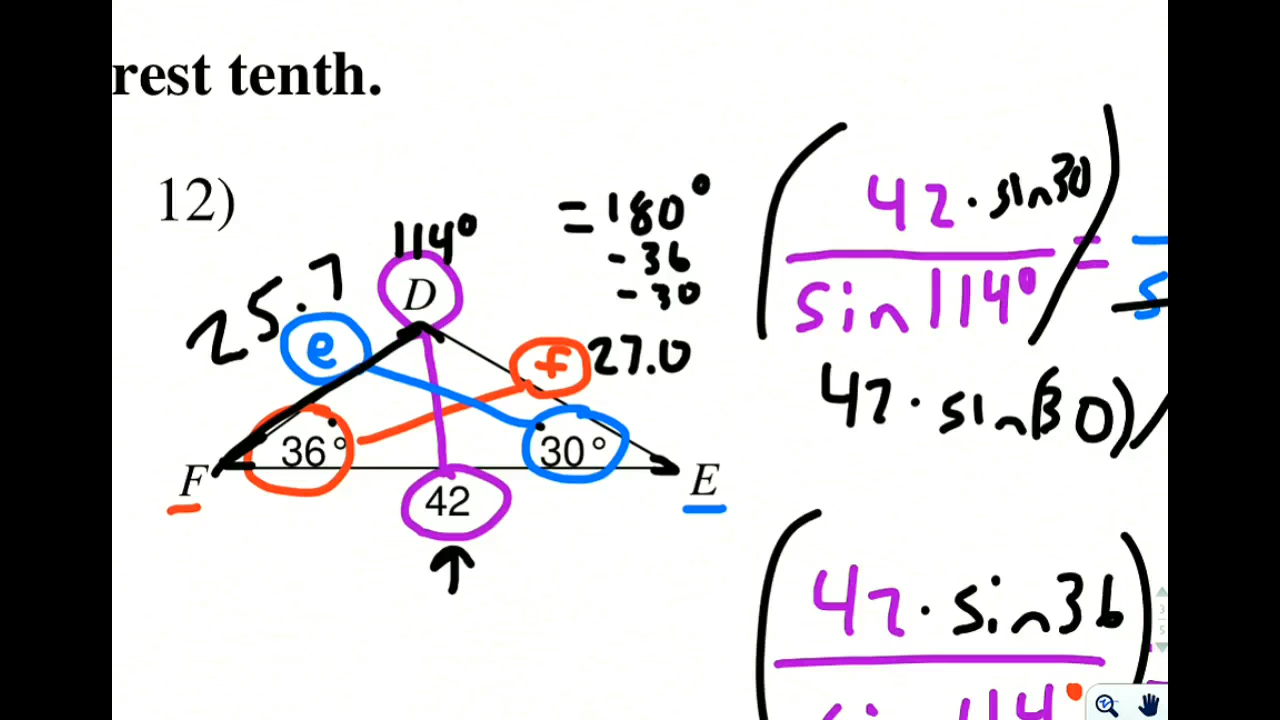 rest tenth.
12)
114°
= 180°
- 36
- 30
25.7
D
e
f
27.0
36°
30°
F
42
E
42 · sin30
sin114°
=
s
42 · sin(30)/
42 · sin36
sin 114